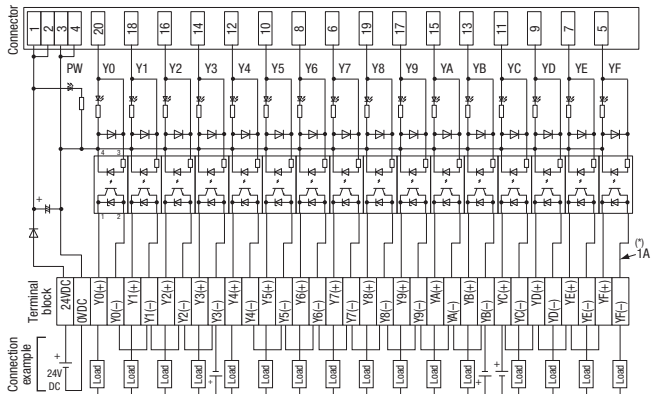 Connector
1 2 3 4 20 18 16 14 12 10 8 6 19 17 15 13 11 9 7 5
PW Y0 Y1 Y2 Y3 Y4 Y5 Y6 Y7 Y8 Y9 YA YB YC YD YE YF
4 3
1 2
+
(*)
1A
Terminal block
24VDC 0VDC Y0(+) Y0(−) Y1(+) Y1(−) Y2(+) Y2(−) Y3(+) Y3(−) Y4(+) Y4(−) Y5(+) Y5(−) Y6(+) Y6(−) Y7(+) Y7(−) Y8(+) Y8(−) Y9(+) Y9(−) YA(+) YA(−) YB(+) YB(−) YC(+) YC(−) YD(+) YD(−) YE(+) YE(−) YF(+) YF(−)
Connection example
+
24V
DC
Load Load Load Load + Load Load Load Load Load Load Load Load + + Load Load Load Load